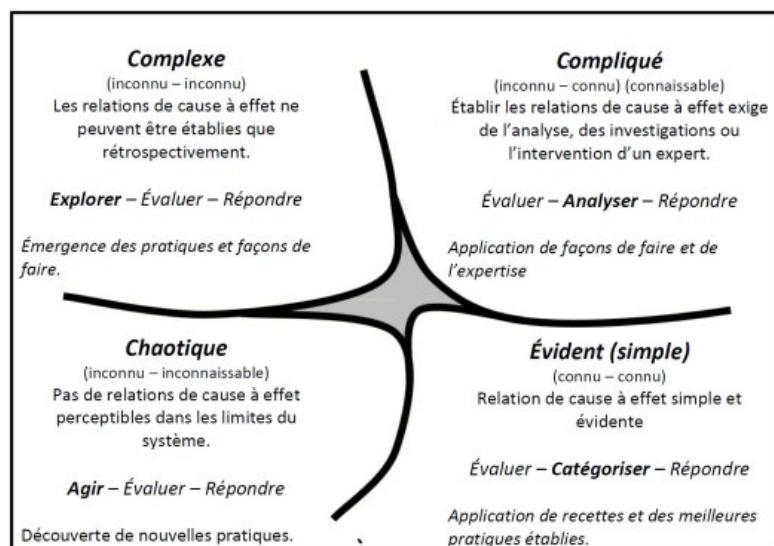 Complexe
(inconnu – inconnu)
Les relations de cause à effet ne
peuvent être établies que
rétrospectivement.
Explorer – Évaluer – Répondre
Émergence des pratiques et façons de
faire.
Compliqué
(inconnu – connu) (connaissable)
Établir les relations de cause à effet exige
de l'analyse, des investigations ou
l'intervention d'un expert.
Évaluer – Analyser – Répondre
Application de façons de faire et de
l'expertise
Chaotique
(inconnu – inconnaissable)
Pas de relations de cause à effet
perceptibles dans les limites du
système.
Agir – Évaluer – Répondre
Découverte de nouvelles pratiques.
Évident (simple)
(connu – connu)
Relation de cause à effet simple et
évidente
Évaluer – Catégoriser – Répondre
Application de recettes et des meilleures
pratiques établies.